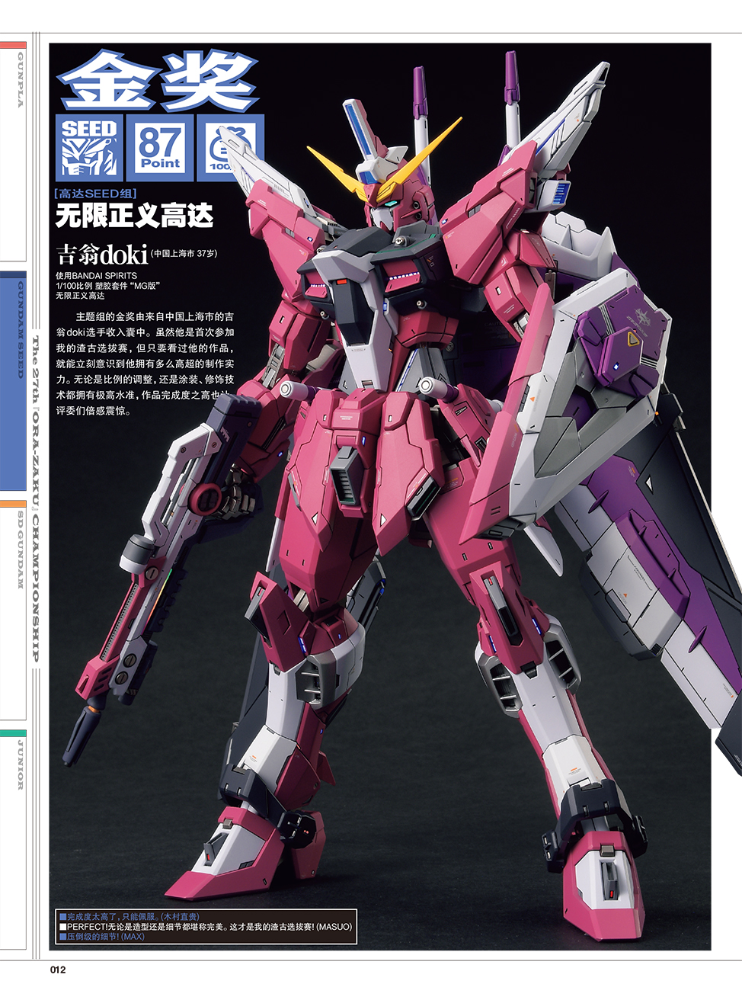 金奖
SEED
87
Point
100
[高达SEED组]
无限正义高达
吉翁doki (中国上海市 37岁)
使用BANDAI SPIRITS
1/100比例 塑胶套件“MG版”
无限正义高达
主题组的金奖由来自中国上海市的吉
翁doki选手收入囊中。虽然他是首次参加
我的渣古选拔赛，但只要看过他的作品，
就能立刻意识到他拥有多么高超的制作实
力。无论是比例的调整，还是涂装、修饰技
术都拥有极高水准，作品完成度之高也
评委们倍感震惊。
GUNPLA
GUNDAM SEED
The 27th『ORA-ZAKU』CHAMPIONSHIP
SD GUNDAM
JUNIOR
■完成度太高了，只能佩服。(木村直贵)
■PERFECT!无论是造型还是细节都堪称完美。这才是我的渣古选拔赛! (MASUO)
■压倒级的细节! (MAX)
012